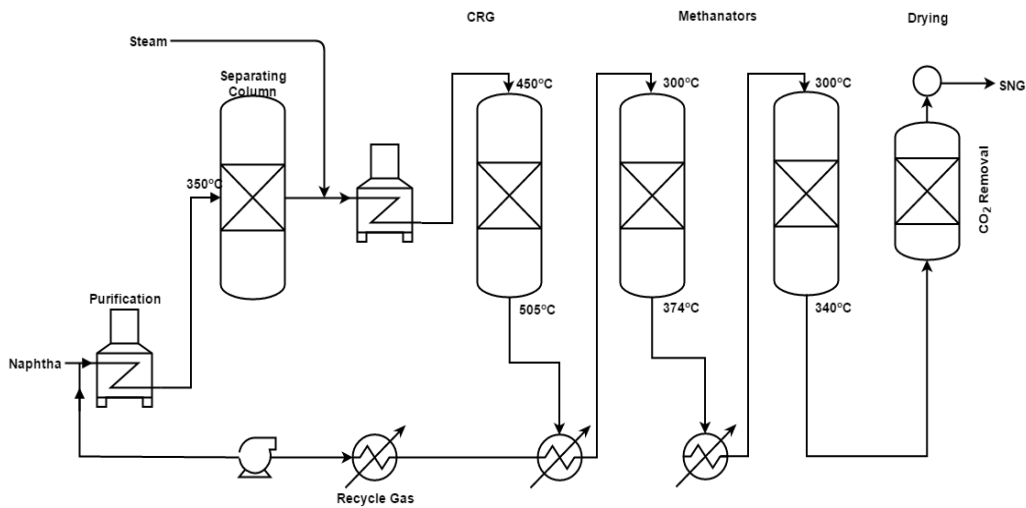 CRG
Methanators
Drying
Steam
Separating
Column
450°C
300°C
300°C
SNG
350°C
CO2 Removal
Purification
505°C
374°C
340°C
Naphtha
Recycle Gas